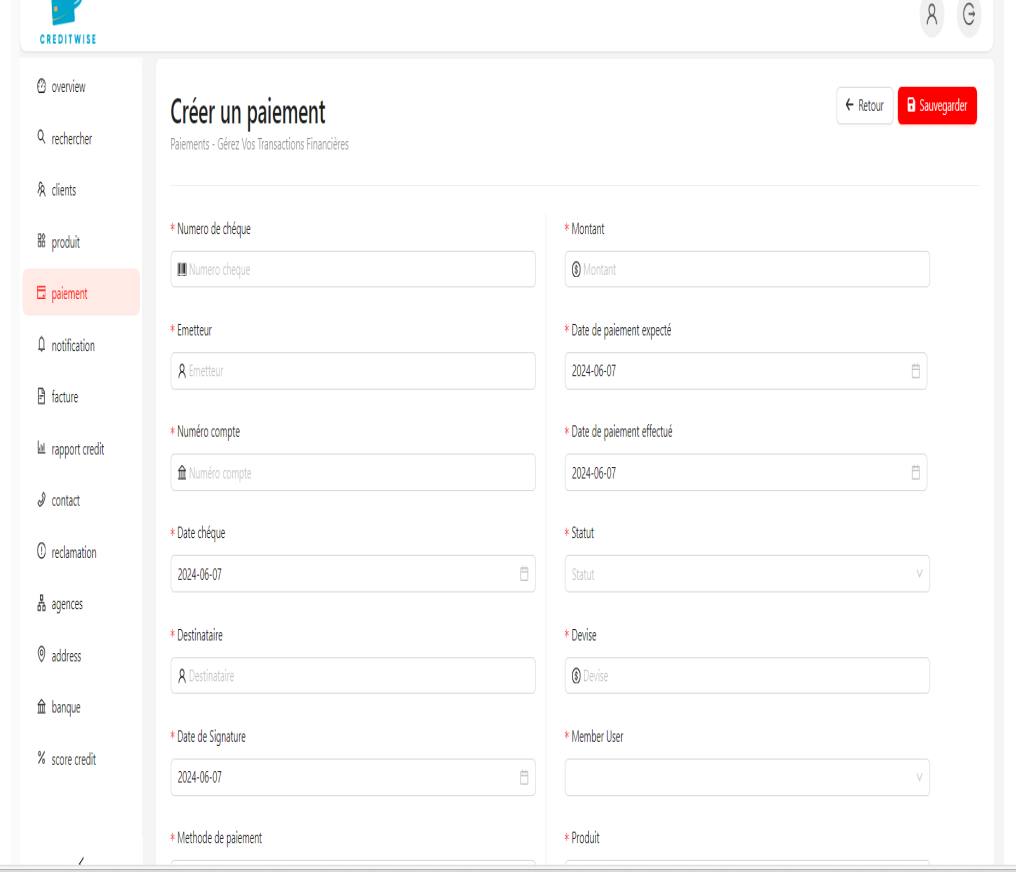 CREDITWISE
overview
rechercher
clients
produit
paiement
notification
facture
rapport credit
contact
reclamation
agences
address
banque
score credit
Créer un paiement
Paiements - Gérez Vos Transactions Financières
Retour
Sauvegarder
* Numero de chéque
Numero cheque
* Emetteur
Emetteur
* Numéro compte
Numéro compte
* Date chéque
2024-06-07
* Destinataire
Destinataire
* Date de Signature
2024-06-07
* Methode de paiement
* Montant
Montant
* Date de paiement expecté
2024-06-07
* Date de paiement effectué
2024-06-07
* Statut
Statut
* Devise
Devise
* Member User
* Produit